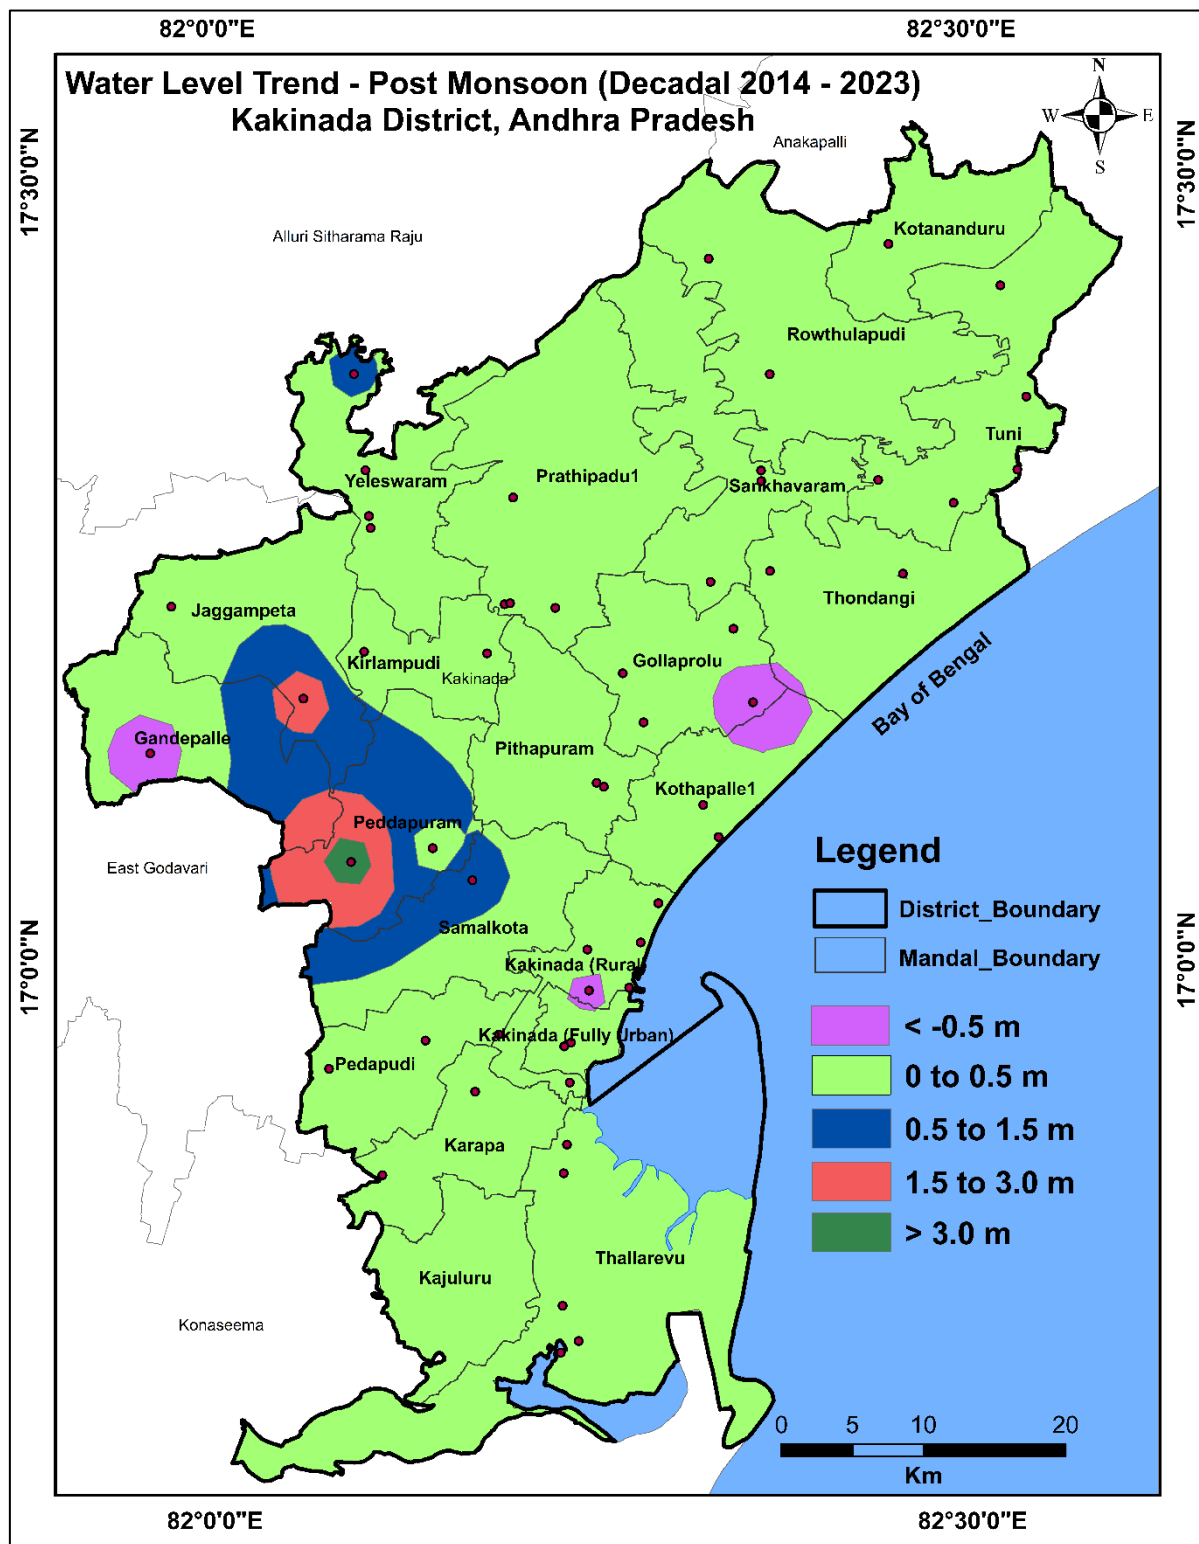 82°0'0"E
82°30'0"E
Water Level Trend - Post Monsoon (Decadal 2014 - 2023)
Kakinada District, Andhra Pradesh
N
W
E
S
17°30'0"N
17°30'0"N
Anakapalli
Kotananduru
Alluri Sitharama Raju
Rowthulapudi
Tuni
Yeleswaram
Prathipadu1
Sankhavaram
Jaggampeta
Thondangi
Kirlampudi
Kakinada
Gollaprolu
Bay of Bengal
Gandepalle
Pithapuram
Kothapalle1
Peddapuram
East Godavari
Samalkota
Kakinada (Rural)
17°0'0"N
17°0'0"N
Kakinada (Fully Urban)
Pedapudi
Karapa
Thallarevu
Kajuluru
Konaseema
Legend
District_Boundary
Mandal_Boundary
< -0.5 m
0 to 0.5 m
0.5 to 1.5 m
1.5 to 3.0 m
> 3.0 m
0 5 10 20
Km
82°0'0"E
82°30'0"E